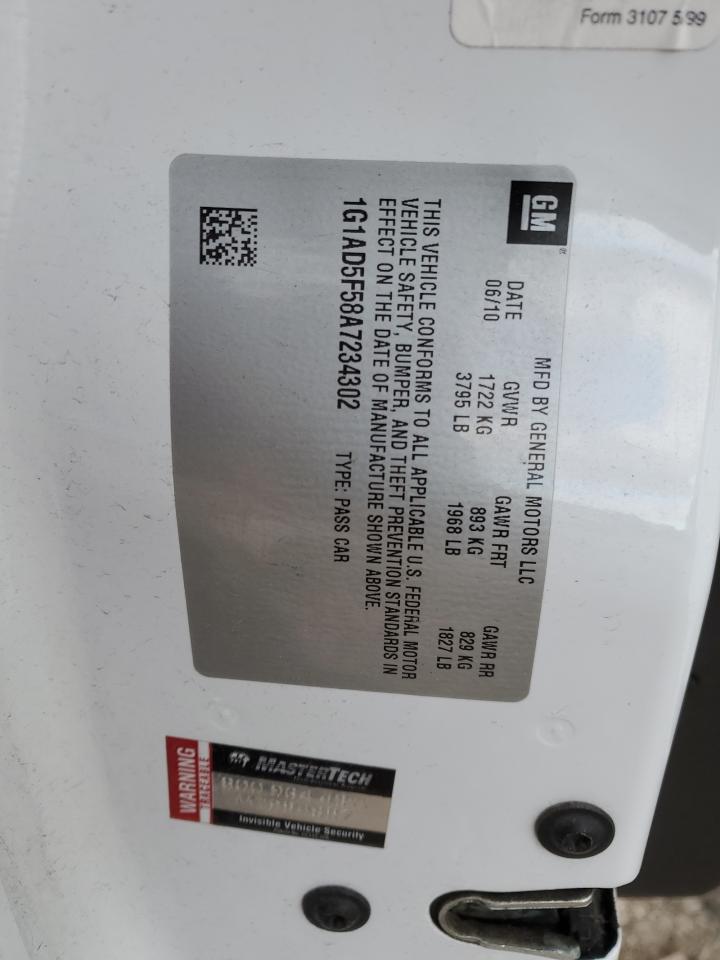 Form 3107 5/99
GM
MFD BY GENERAL MOTORS LLC
DATE GVWR GAWR FRT GAWR RR
06/10 1722 KG 893 KG 829 KG
3795 LB 1968 LB 1827 LB
THIS VEHICLE CONFORMS TO ALL APPLICABLE U.S. FEDERAL MOTOR
VEHICLE SAFETY, BUMPER, AND THEFT PREVENTION STANDARDS IN
EFFECT ON THE DATE OF MANUFACTURE SHOWN ABOVE.
1G1AD5F58A7234302 TYPE: PASS CAR
WARNING
MASTERTECH
Invisible Vehicle Security